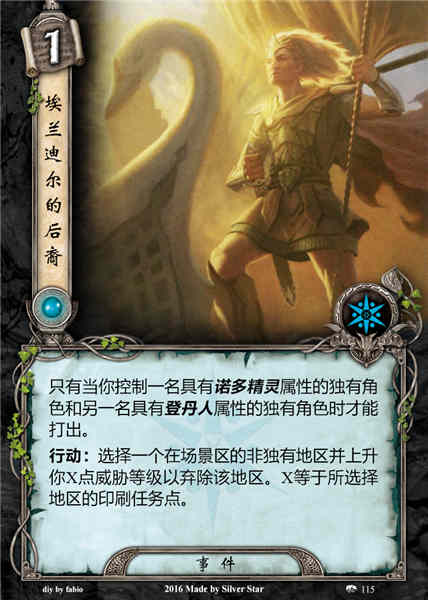 1
埃兰迪尔的后裔
只有当你控制一名具有诺多精灵属性的独有角
色和另一名具有登丹人属性的独有角色时才能
打出。
行动：选择一个在场景区的非独有地区并上升
你X点威胁等级以弃除该地区。X等于所选择
地区的印刷任务点。
事件
diy by fabio
2016 Made by Silver Star
115